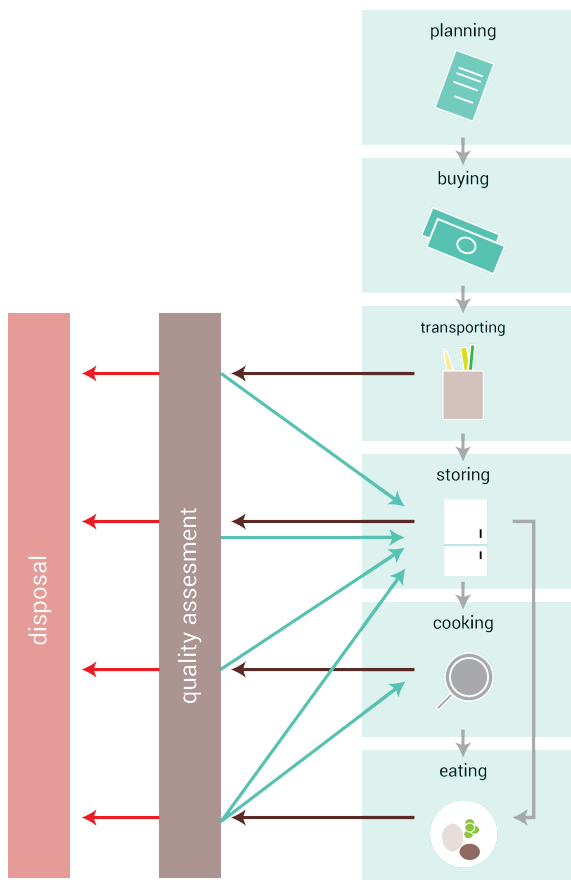 planning
buying
transporting
storing
cooking
eating
quality assesment
disposal